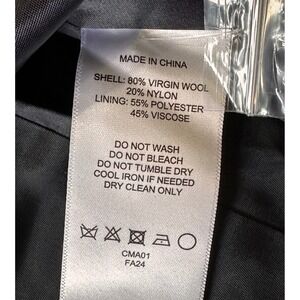 MADE IN CHINA
SHELL: 80% VIRGIN WOOL
20% NYLON
LINING: 55% POLYESTER
45% VISCOSE
DO NOT WASH
DO NOT BLEACH
DO NOT TUMBLE DRY
COOL IRON IF NEEDED
DRY CLEAN ONLY
CMA01
FA24